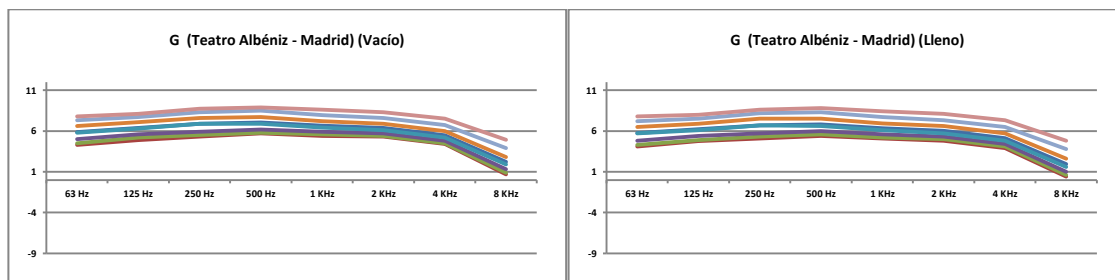 G (Teatro Albéniz - Madrid) (Vacío)
11
6
1
-4
-9
63 Hz 125 Hz 250 Hz 500 Hz 1 KHz 2 KHz 4 KHz 8 KHz
G (Teatro Albéniz - Madrid) (Lleno)
11
6
1
-4
-9
63 Hz 125 Hz 250 Hz 500 Hz 1 KHz 2 KHz 4 KHz 8 KHz